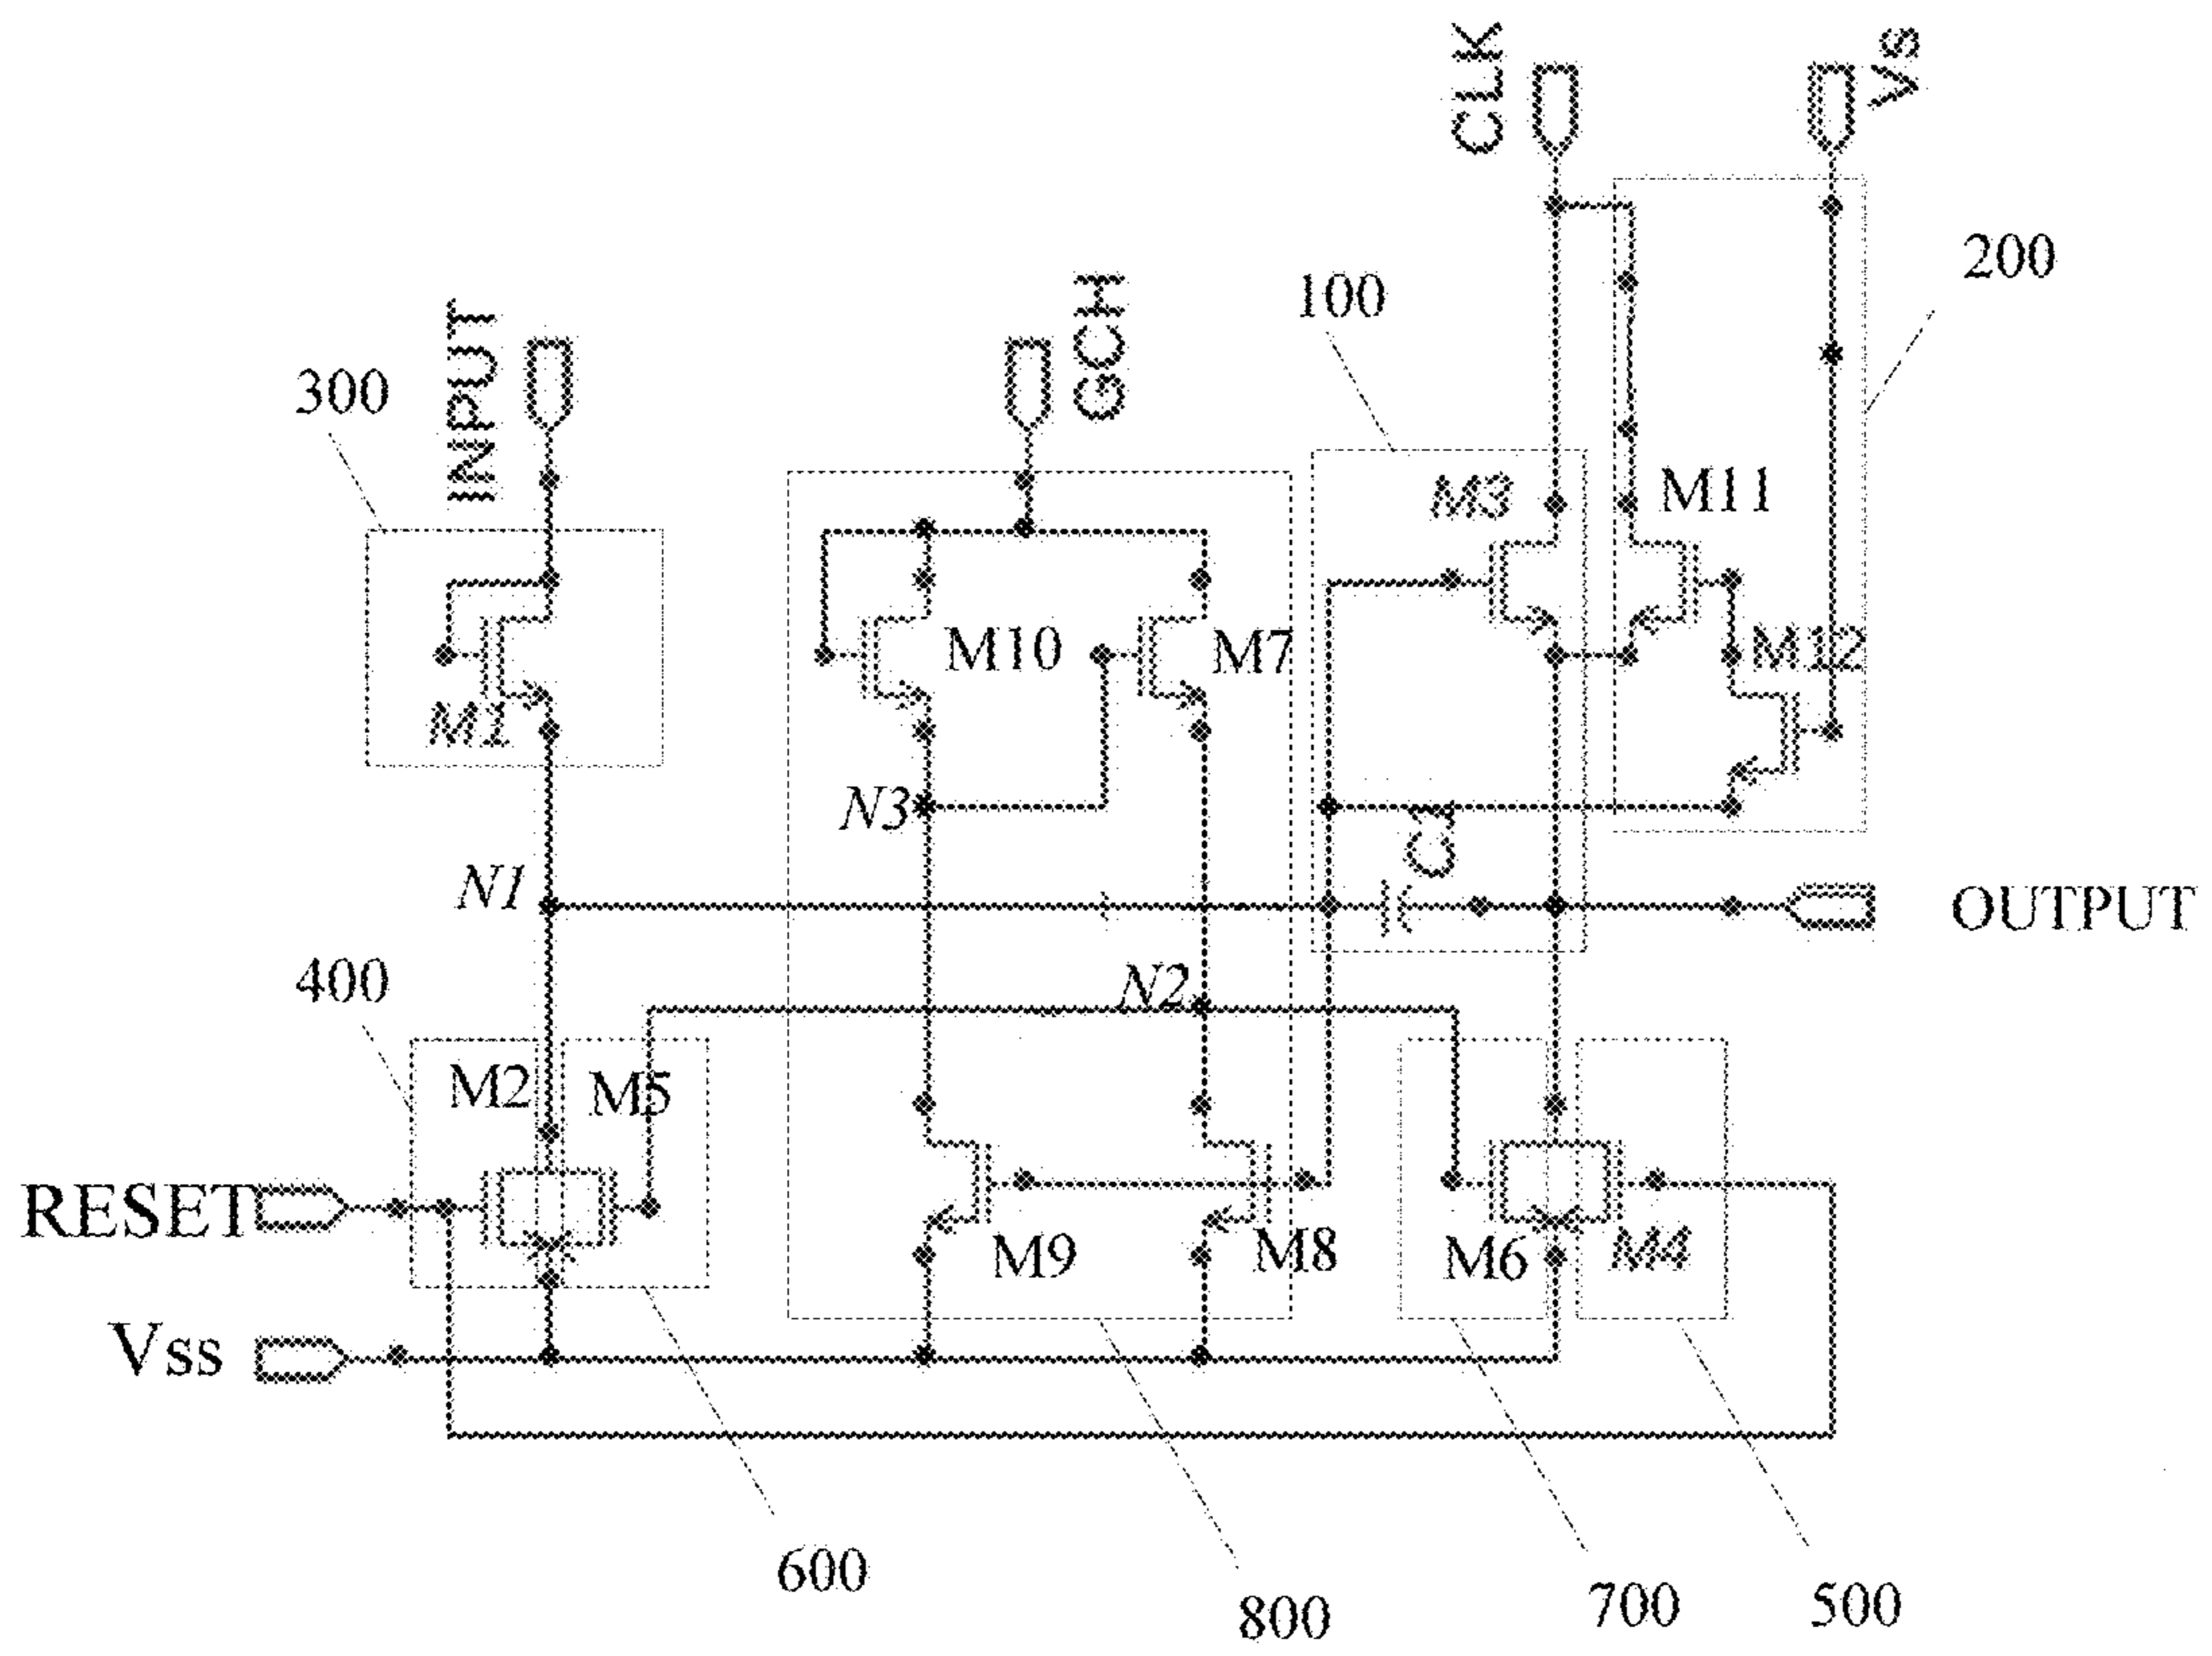 CLK
Vs
200
100
GCH
INPUT
300
M3
M11
M10
M7
M12
M1
N3
C1
N1
OUTPUT
N2
400
M2
M5
RESET
M9
M8
M6
M4
Vss
600
800
700
500